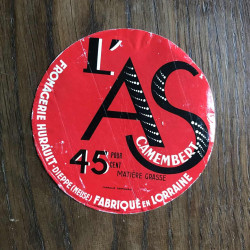 L'AS
CAMEMBERT
45 POUR CENT
MATIÈRE GRASSE
FROMAGERIE HURAULT-DIEPPE (MEUSE) FABRIQUÉ EN LORRAINE